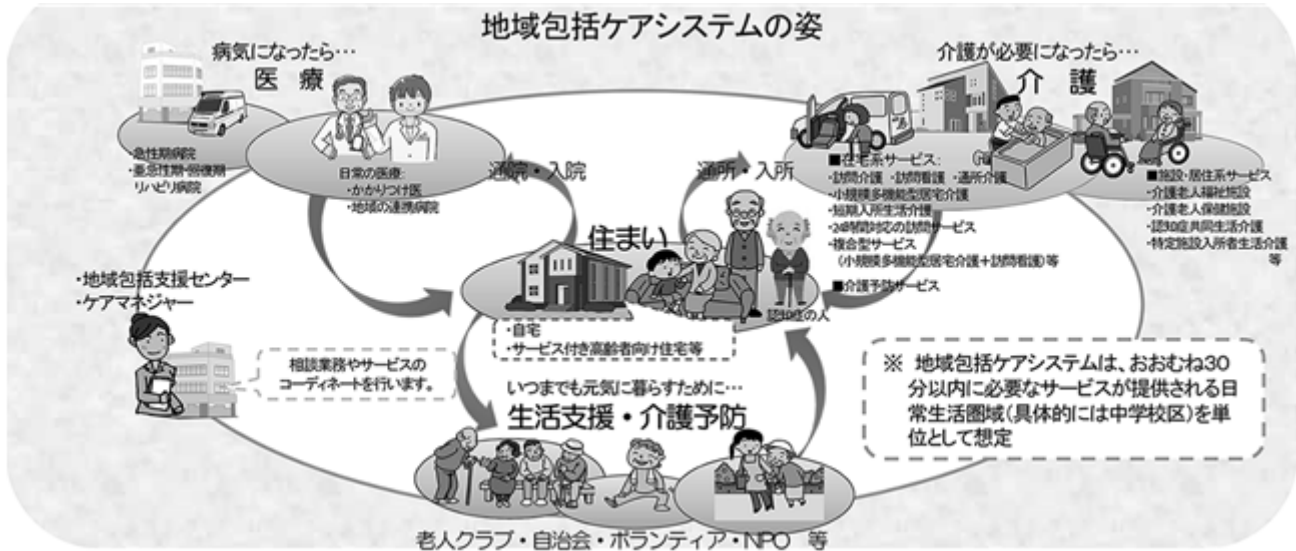 地域包括ケアシステムの姿
病気になったら…
医 療
・急性期病院
・亜急性期・回復期
リハビリ病院
日常の医療:
・かかりつけ医
・地域の連携病院
通院・入院
通所・入所
介護が必要になったら…
介 護
■在宅系サービス:
・訪問介護 ・訪問看護 ・通所介護
・小規模多機能型居宅介護
・短期入所生活介護
・24時間対応の訪問サービス
・複合型サービス
(小規模多機能型居宅介護+訪問看護)等
■介護予防サービス
■施設・居住系サービス
・介護老人福祉施設
・介護老人保健施設
・認知症共同生活介護
・特定施設入所者生活介護
等
住まい
認知症の人
・自宅
・サービス付き高齢者向け住宅等
・地域包括支援センター
・ケアマネジャー
相談業務やサービスの
コーディネートを行います。
いつまでも元気に暮らすために…
生活支援・介護予防
老人クラブ・自治会・ボランティア・NPO 等
※ 地域包括ケアシステムは、おおむね30
分以内に必要なサービスが提供される日
常生活圏域(具体的には中学校区)を単
位として想定